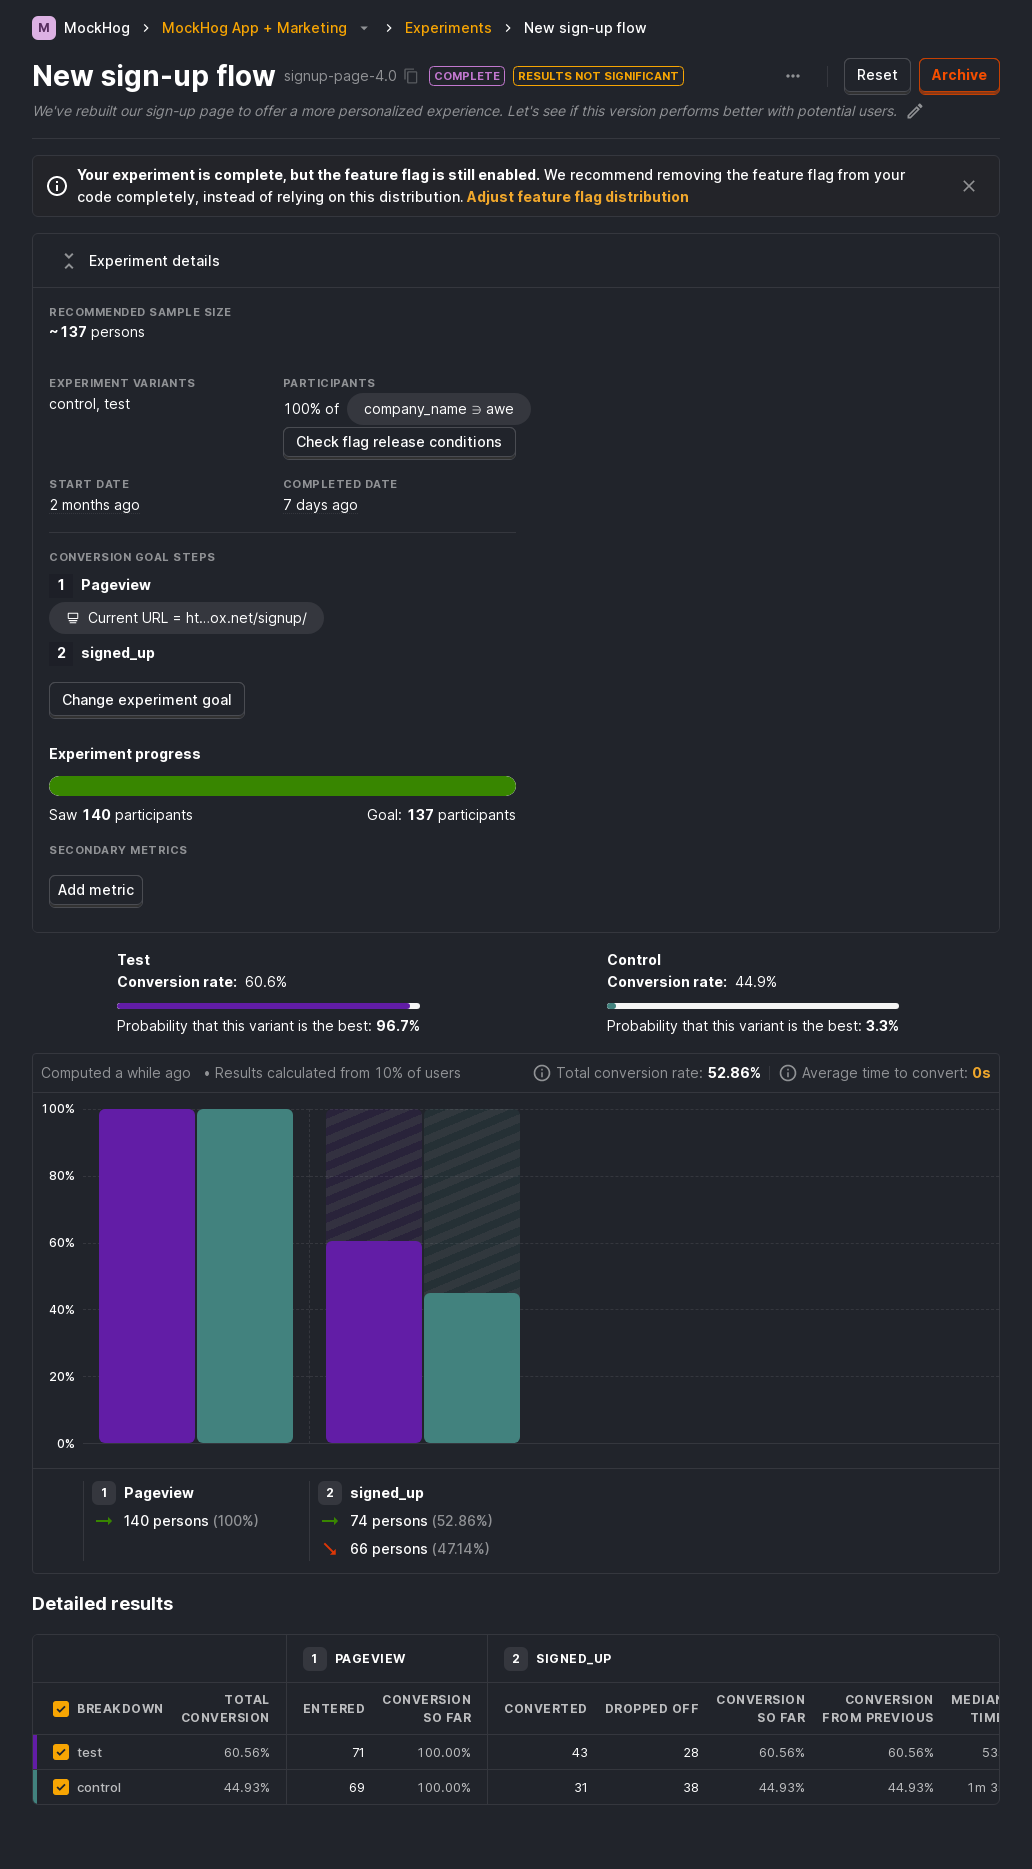 M MockHog > MockHog App + Marketing > Experiments > New sign-up flow
New sign-up flow signup-page-4.0 COMPLETE RESULTS NOT SIGNIFICANT ... Reset Archive
We've rebuilt our sign-up page to offer a more personalized experience. Let's see if this version performs better with potential users.
Your experiment is complete, but the feature flag is still enabled. We recommend removing the feature flag from your
code completely, instead of relying on this distribution. Adjust feature flag distribution
Experiment details
RECOMMENDED SAMPLE SIZE
~137 persons
EXPERIMENT VARIANTS PARTICIPANTS
control, test 100% of company_name ∋ awe
Check flag release conditions
START DATE COMPLETED DATE
2 months ago 7 days ago
CONVERSION GOAL STEPS
1 Pageview
Current URL = ht…ox.net/signup/
2 signed_up
Change experiment goal
Experiment progress
Saw 140 participants Goal: 137 participants
SECONDARY METRICS
Add metric
Test Control
Conversion rate: 60.6% Conversion rate: 44.9%
Probability that this variant is the best: 96.7% Probability that this variant is the best: 3.3%
Computed a while ago • Results calculated from 10% of users Total conversion rate: 52.86% Average time to convert: 0s
100%
80%
60%
40%
20%
0%
1 Pageview 2 signed_up
140 persons (100%) 74 persons (52.86%)
66 persons (47.14%)
Detailed results
1 PAGEVIEW 2 SIGNED_UP
BREAKDOWN TOTAL CONVERSION ENTERED CONVERSION SO FAR CONVERTED DROPPED OFF CONVERSION SO FAR CONVERSION FROM PREVIOUS MEDIAN TIM
test 60.56% 71 100.00% 43 28 60.56% 60.56% 53
control 44.93% 69 100.00% 31 38 44.93% 44.93% 1m 3